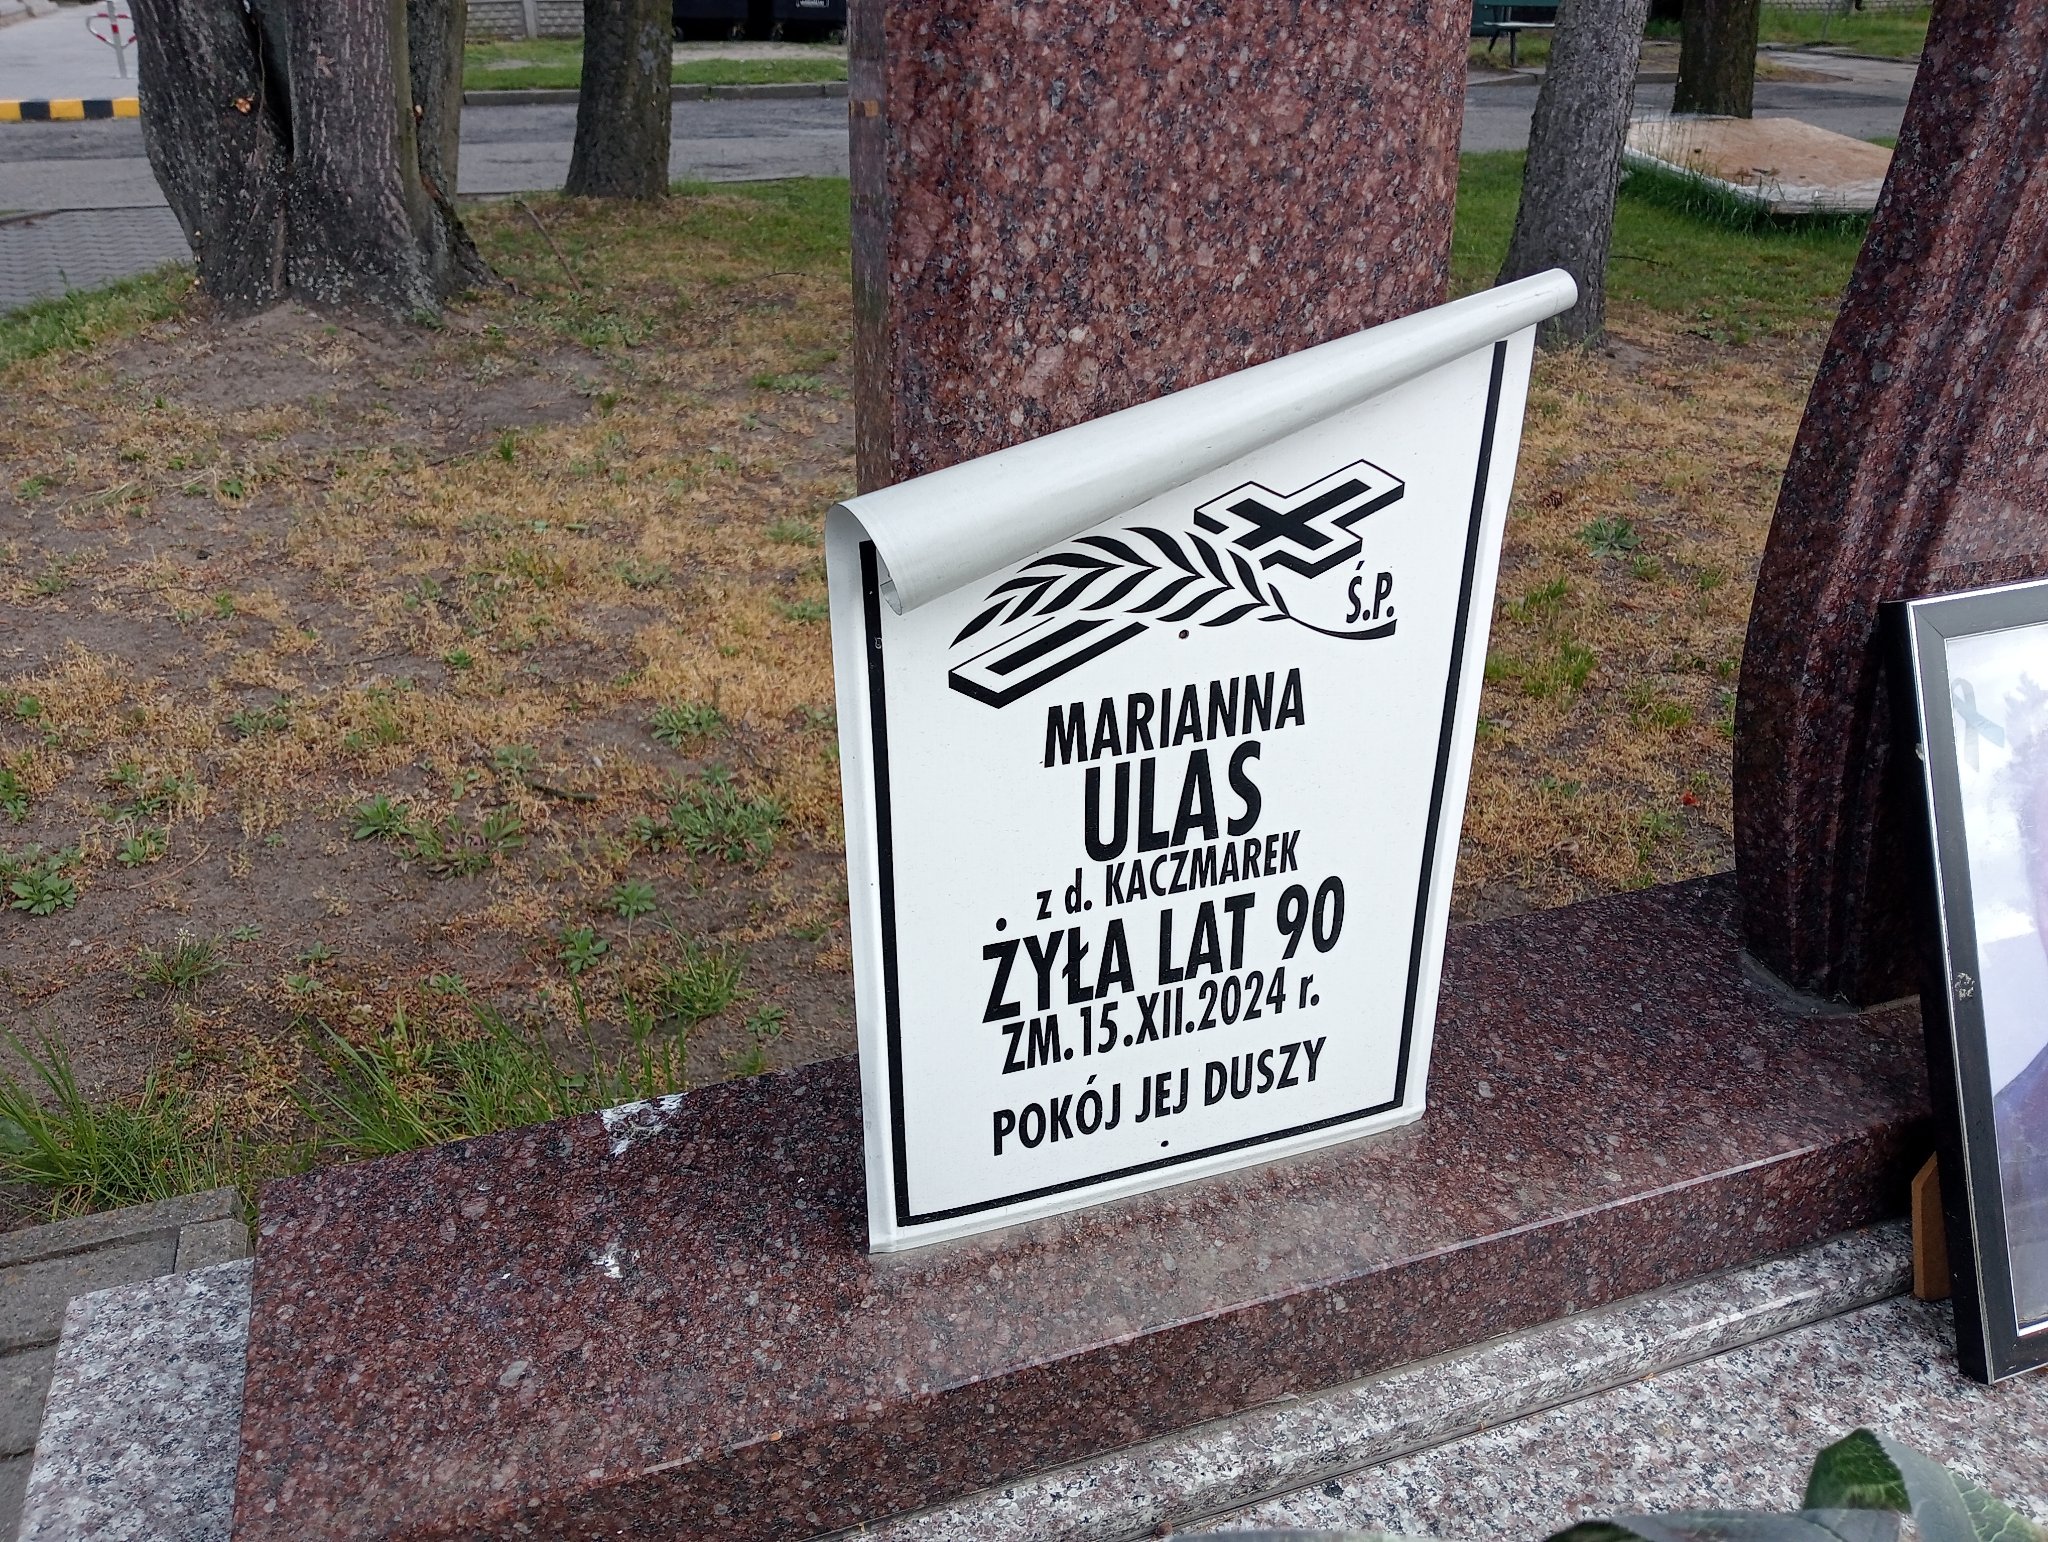 Ś.P.
MARIANNA
ULAS
z d. KACZMAREK
ŻYŁA LAT 90
ZM.15.XII.2024 r.
POKÓJ JEJ DUSZY